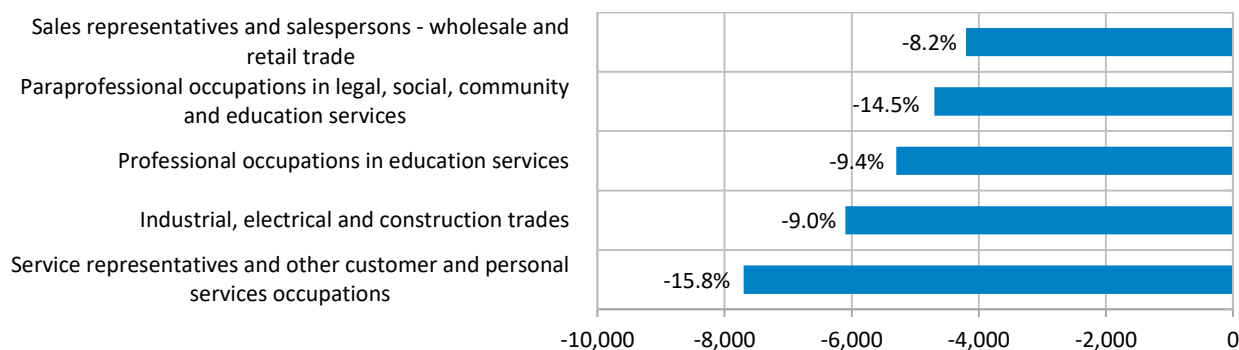 Sales representatives and salespersons - wholesale and
retail trade
-8.2%
Paraprofessional occupations in legal, social, community
and education services
-14.5%
Professional occupations in education services
-9.4%
Industrial, electrical and construction trades
-9.0%
Service representatives and other customer and personal
services occupations
-15.8%
-10,000 -8,000 -6,000 -4,000 -2,000 0